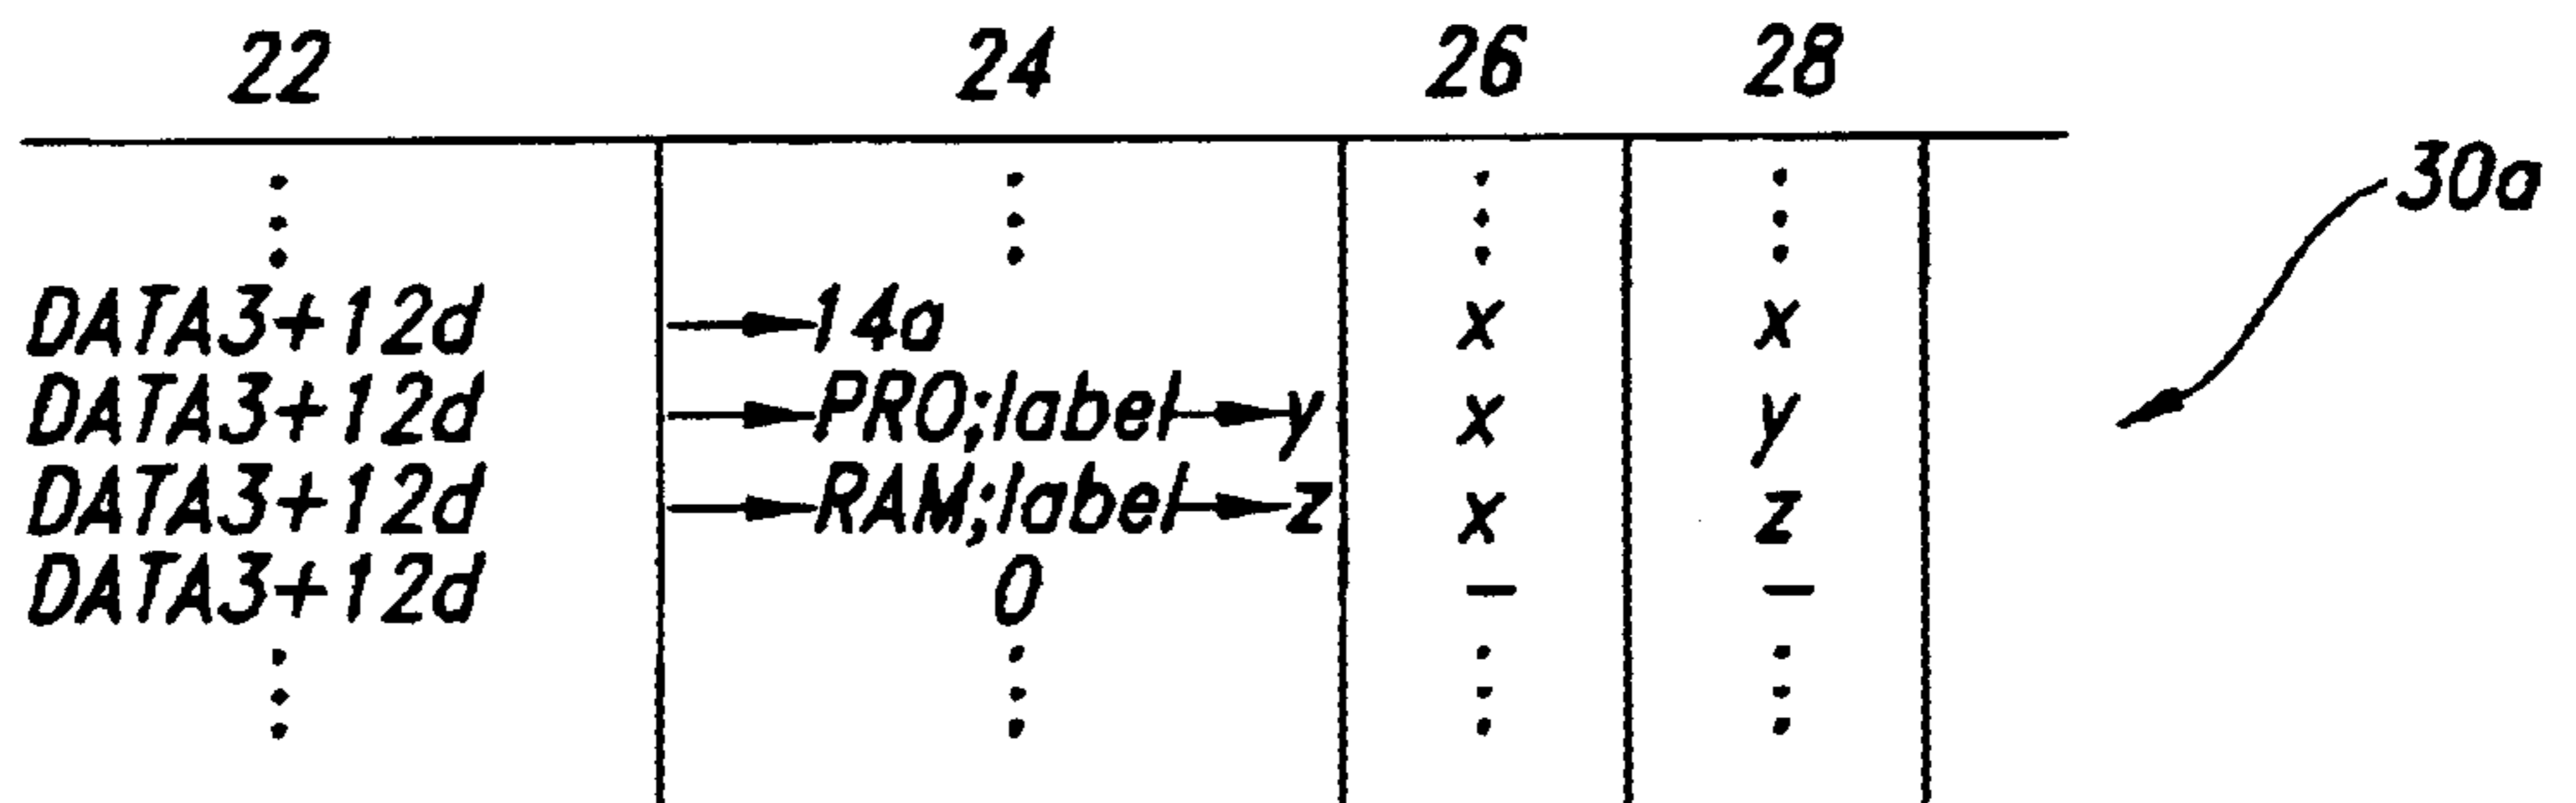 22 24 26 28
30a
DATA3+12d →14a x x
DATA3+12d →PRO;label→y x y
DATA3+12d →RAM;label→z x z
DATA3+12d 0 — —